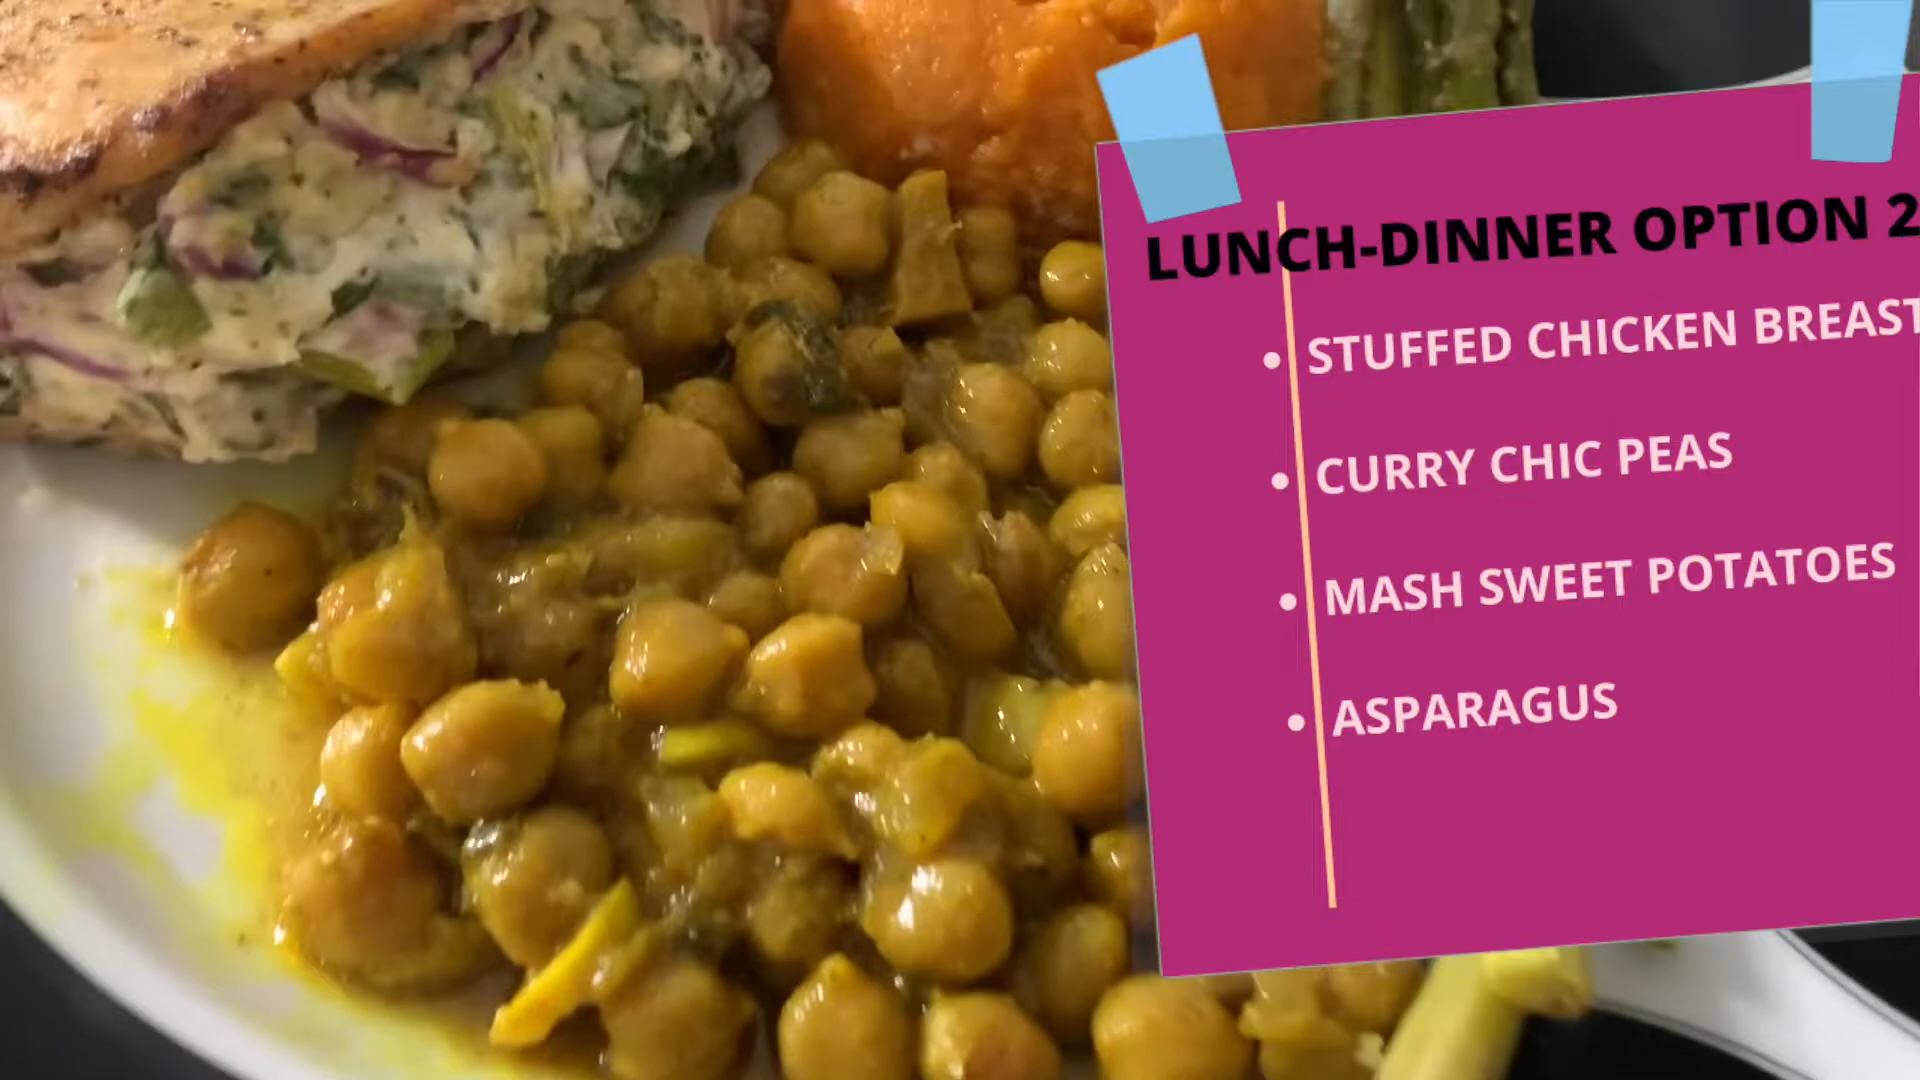 LUNCH-DINNER OPTION 2
• STUFFED CHICKEN BREAST
• CURRY CHIC PEAS
• MASH SWEET POTATOES
• ASPARAGUS